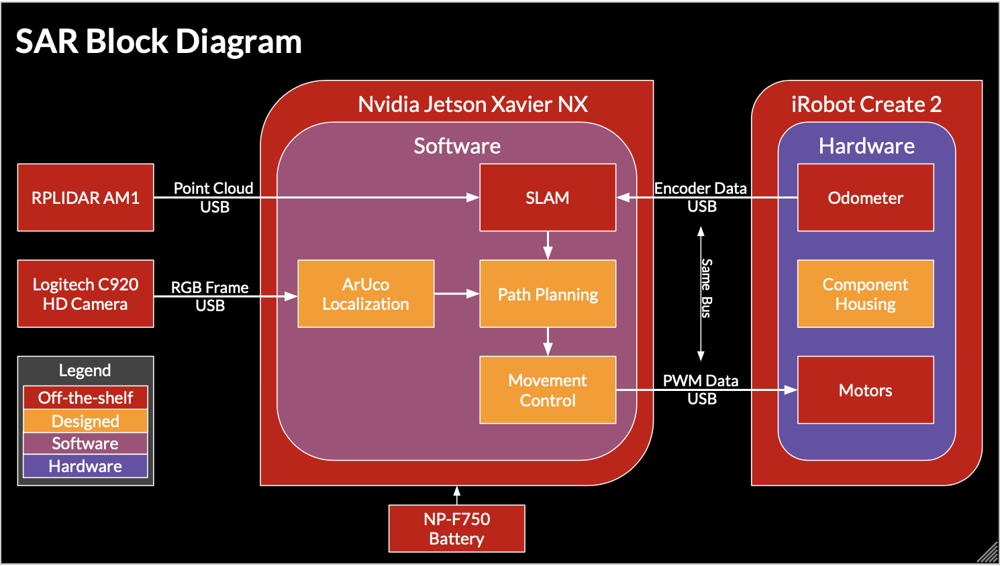 SAR Block Diagram
Nvidia Jetson Xavier NX
iRobot Create 2
Software
Hardware
RPLIDAR AM1
Point Cloud
USB
SLAM
Encoder Data
USB
Odometer
Logitech C920
HD Camera
RGB Frame
USB
ArUco
Localization
Path Planning
Same Bus
Component
Housing
Legend
Off-the-shelf
Designed
Software
Hardware
Movement
Control
PWM Data
USB
Motors
NP-F750
Battery